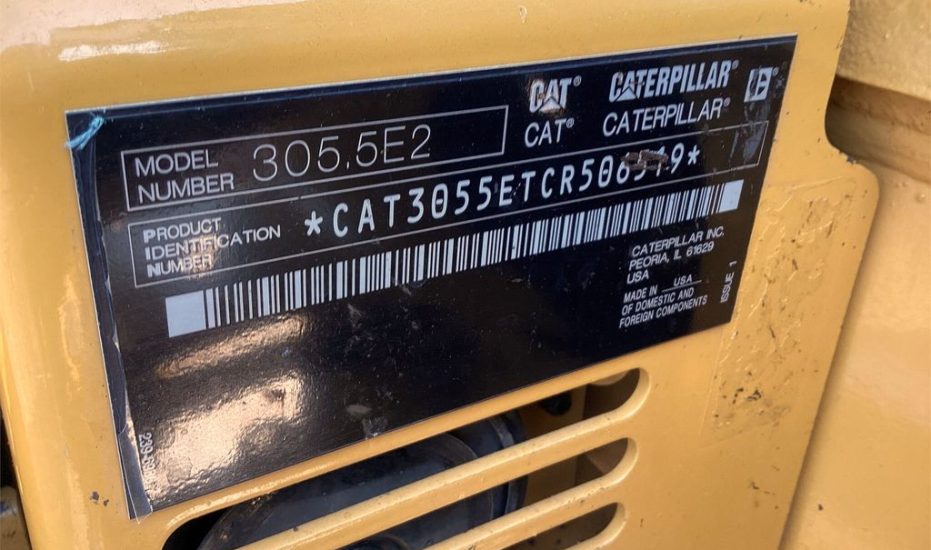 CAT® CATERPILLAR®
CAT® CATERPILLAR®
MODEL NUMBER 305.5E2
PRODUCT
IDENTIFICATION
NUMBER
CATERPILLAR INC.
PEORIA, IL 61629
USA
MADE IN USA
OF DOMESTIC AND
FOREIGN COMPONENTS
ISSUE 1